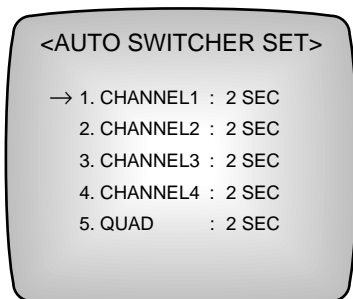 <AUTO SWITCHER SET>
→ 1. CHANNEL1 : 2 SEC
2. CHANNEL2 : 2 SEC
3. CHANNEL3 : 2 SEC
4. CHANNEL4 : 2 SEC
5. QUAD : 2 SEC